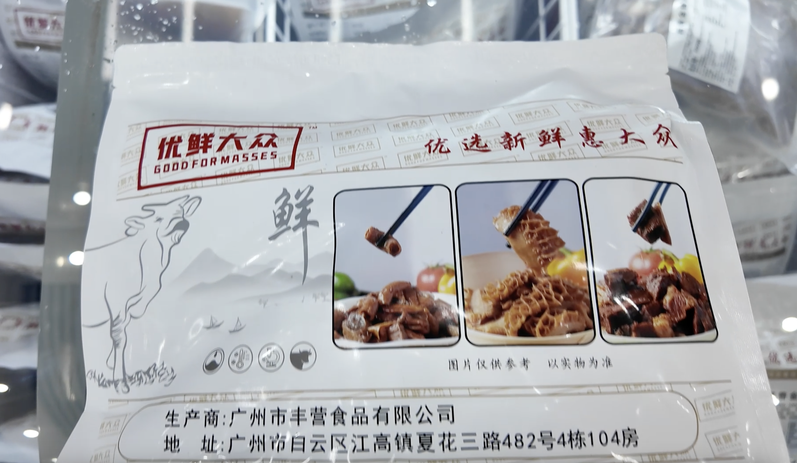 优鲜大众
GOOD FOR MASSES
优选新鲜惠大众
鲜
图片仅供参考 以实物为准
生产商:广州市丰营食品有限公司
地 址:广州市白云区江高镇夏花三路482号4栋104房